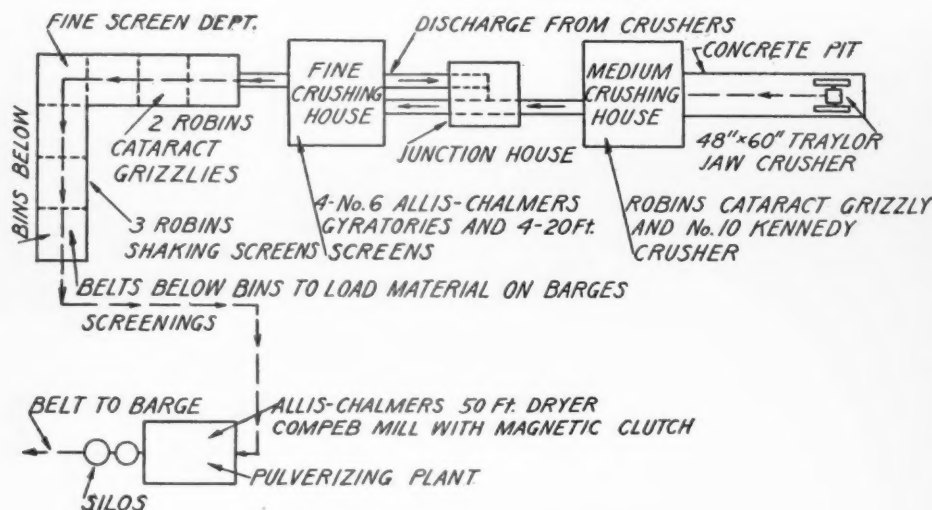 FINE SCREEN DEPT.
DISCHARGE FROM CRUSHERS
CONCRETE PIT
FINE
CRUSHING
HOUSE
MEDIUM
CRUSHING
HOUSE
2 ROBINS
CATARACT
GRIZZLIES
JUNCTION HOUSE
48"x60" TRAYLOR
JAW CRUSHER
BINS BELOW
3 ROBINS
SHAKING SCREENS
4-No.6 ALLIS-CHALMERS
GYRATORIES AND 4-20Ft.
SCREENS
ROBINS CATARACT GRIZZLY
AND No.10 KENNEDY
CRUSHER
BELTS BELOW BINS TO LOAD MATERIAL ON BARGES
SCREENINGS
BELT TO BARGE
ALLIS-CHALMERS 50 Ft. DRYER
COMPEB MILL WITH MAGNETIC CLUTCH
PULVERIZING PLANT
SILOS